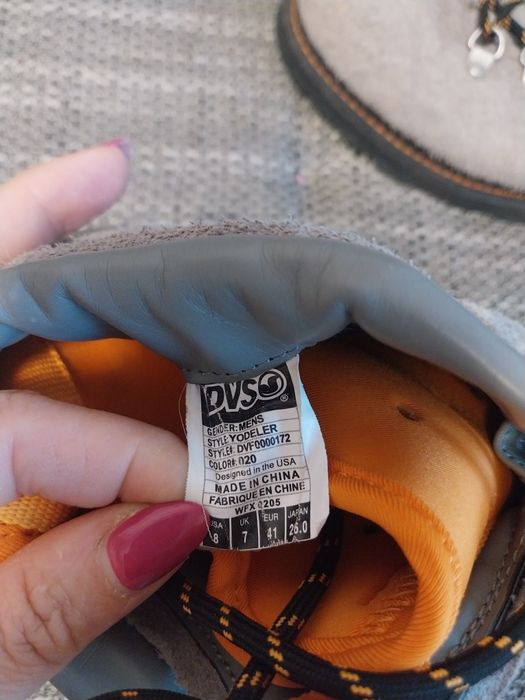 DVS®
GENDER: MENS
STYLE: YODELER
STYLE#: DVF0000172
COLOR#: 020
Designed in the USA
MADE IN CHINA
FABRIQUE EN CHINE
WFX 0205
USA UK EUR JAPAN
8 7 41 26.0